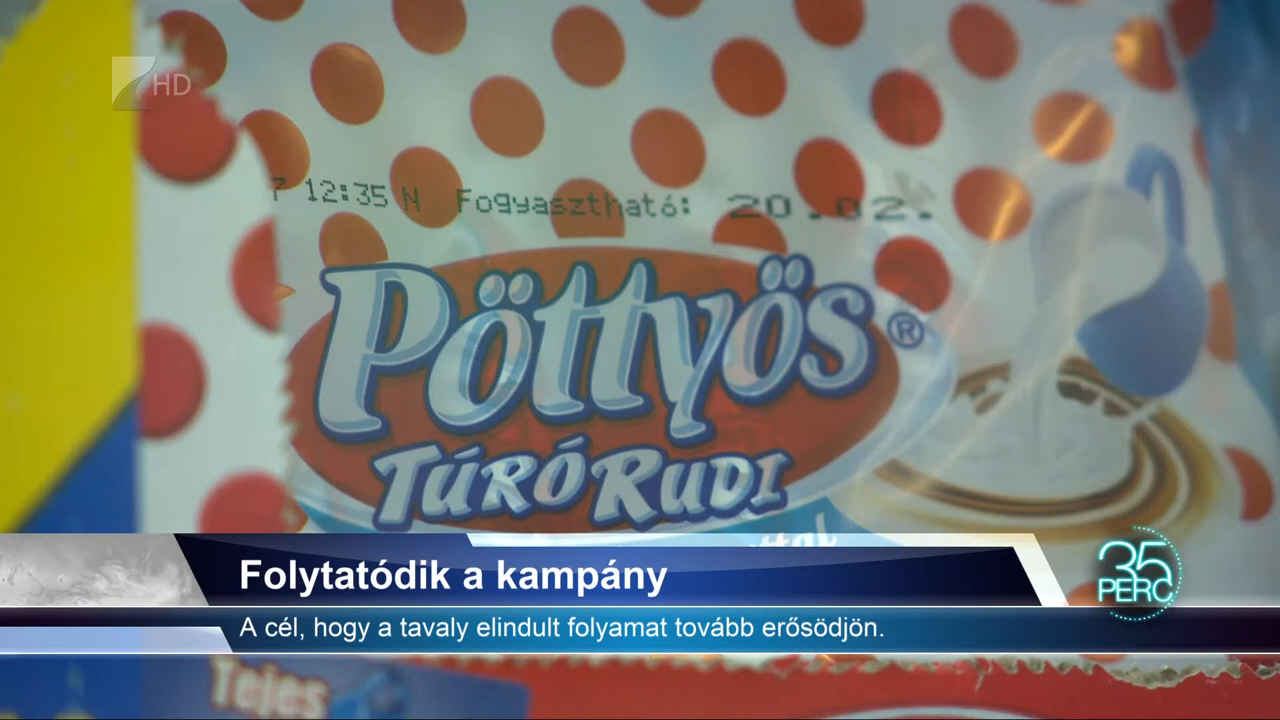 HD
? 12:35 N Fogyasztható: 20.02.
Pöttyös®
TÚRÓ RUDI
Folytatódik a kampány
35
PERC
A cél, hogy a tavaly elindult folyamat tovább erősödjön.
Tejes